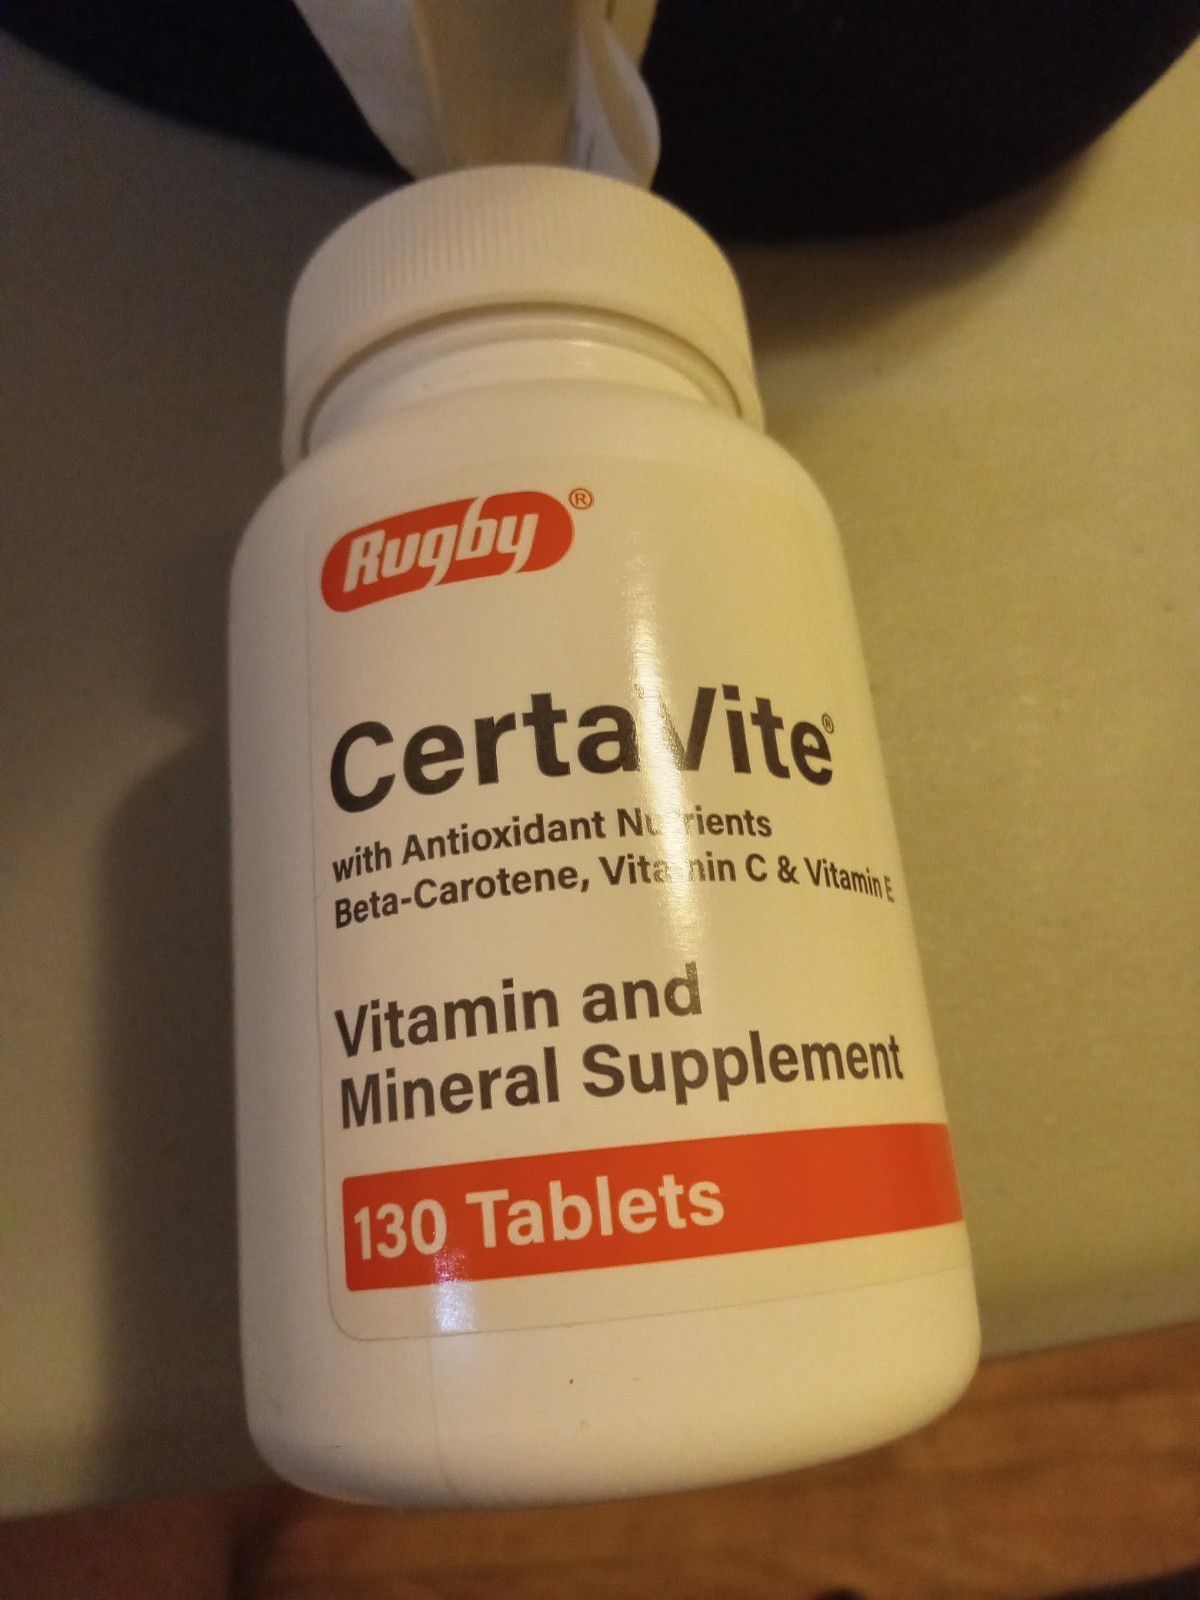 Rugby®
CertaVite®
with Antioxidant Nutrients
Beta-Carotene, Vitamin C & Vitamin E
Vitamin and
Mineral Supplement
130 Tablets